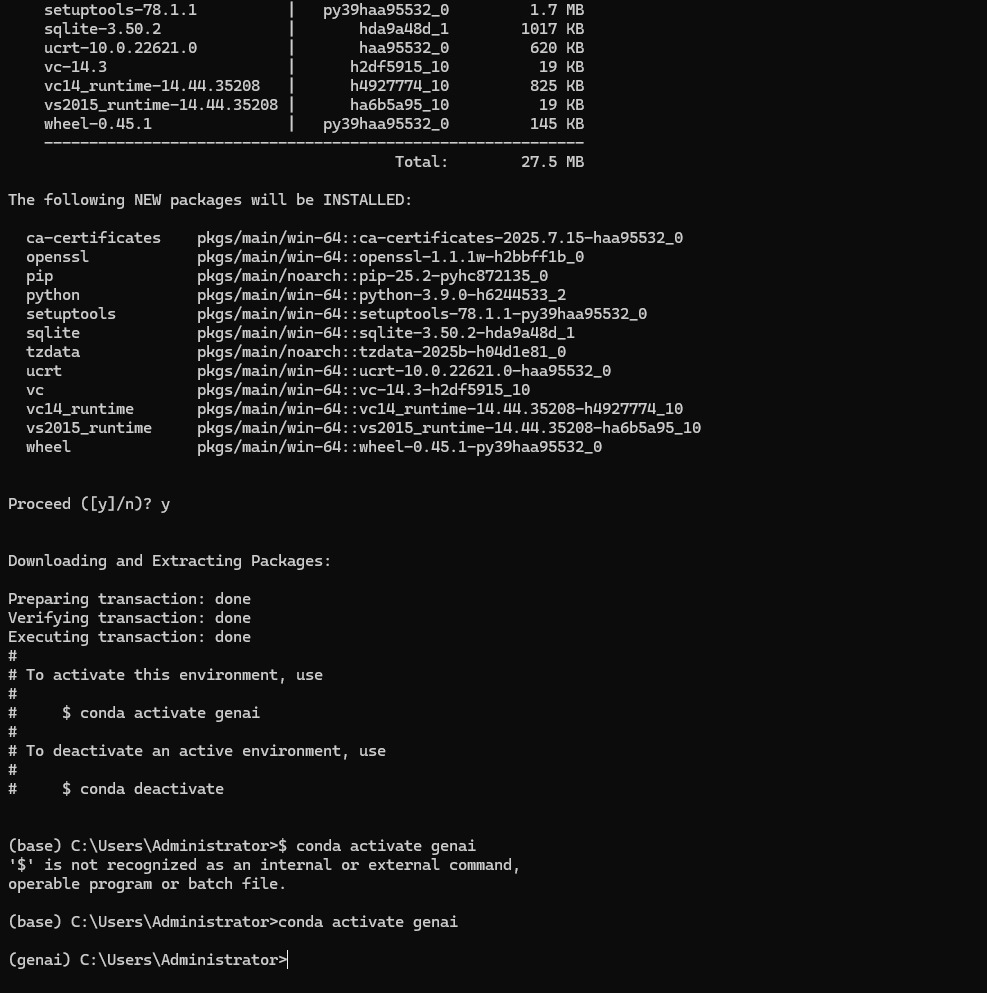 setuptools-78.1.1 | py39haa95532_0 1.7 MB
sqlite-3.50.2 | hda9a48d_1 1017 KB
ucrt-10.0.22621.0 | haa95532_0 620 KB
vc-14.3 | h2df5915_10 19 KB
vc14_runtime-14.44.35208 | h4927774_10 825 KB
vs2015_runtime-14.44.35208 | ha6b5a95_10 19 KB
wheel-0.45.1 | py39haa95532_0 145 KB
------------------------------------------------------------
Total: 27.5 MB
The following NEW packages will be INSTALLED:
ca-certificates pkgs/main/win-64::ca-certificates-2025.7.15-haa95532_0
openssl pkgs/main/win-64::openssl-1.1.1w-h2bbff1b_0
pip pkgs/main/noarch::pip-25.2-pyhc872135_0
python pkgs/main/win-64::python-3.9.0-h6244533_2
setuptools pkgs/main/win-64::setuptools-78.1.1-py39haa95532_0
sqlite pkgs/main/win-64::sqlite-3.50.2-hda9a48d_1
tzdata pkgs/main/noarch::tzdata-2025b-h04d1e81_0
ucrt pkgs/main/win-64::ucrt-10.0.22621.0-haa95532_0
vc pkgs/main/win-64::vc-14.3-h2df5915_10
vc14_runtime pkgs/main/win-64::vc14_runtime-14.44.35208-h4927774_10
vs2015_runtime pkgs/main/win-64::vs2015_runtime-14.44.35208-ha6b5a95_10
wheel pkgs/main/win-64::wheel-0.45.1-py39haa95532_0
Proceed ([y]/n)? y
Downloading and Extracting Packages:
Preparing transaction: done
Verifying transaction: done
Executing transaction: done
#
# To activate this environment, use
#
# $ conda activate genai
#
# To deactivate an active environment, use
#
# $ conda deactivate
(base) C:\Users\Administrator>$ conda activate genai
'$' is not recognized as an internal or external command,
operable program or batch file.
(base) C:\Users\Administrator>conda activate genai
(genai) C:\Users\Administrator>